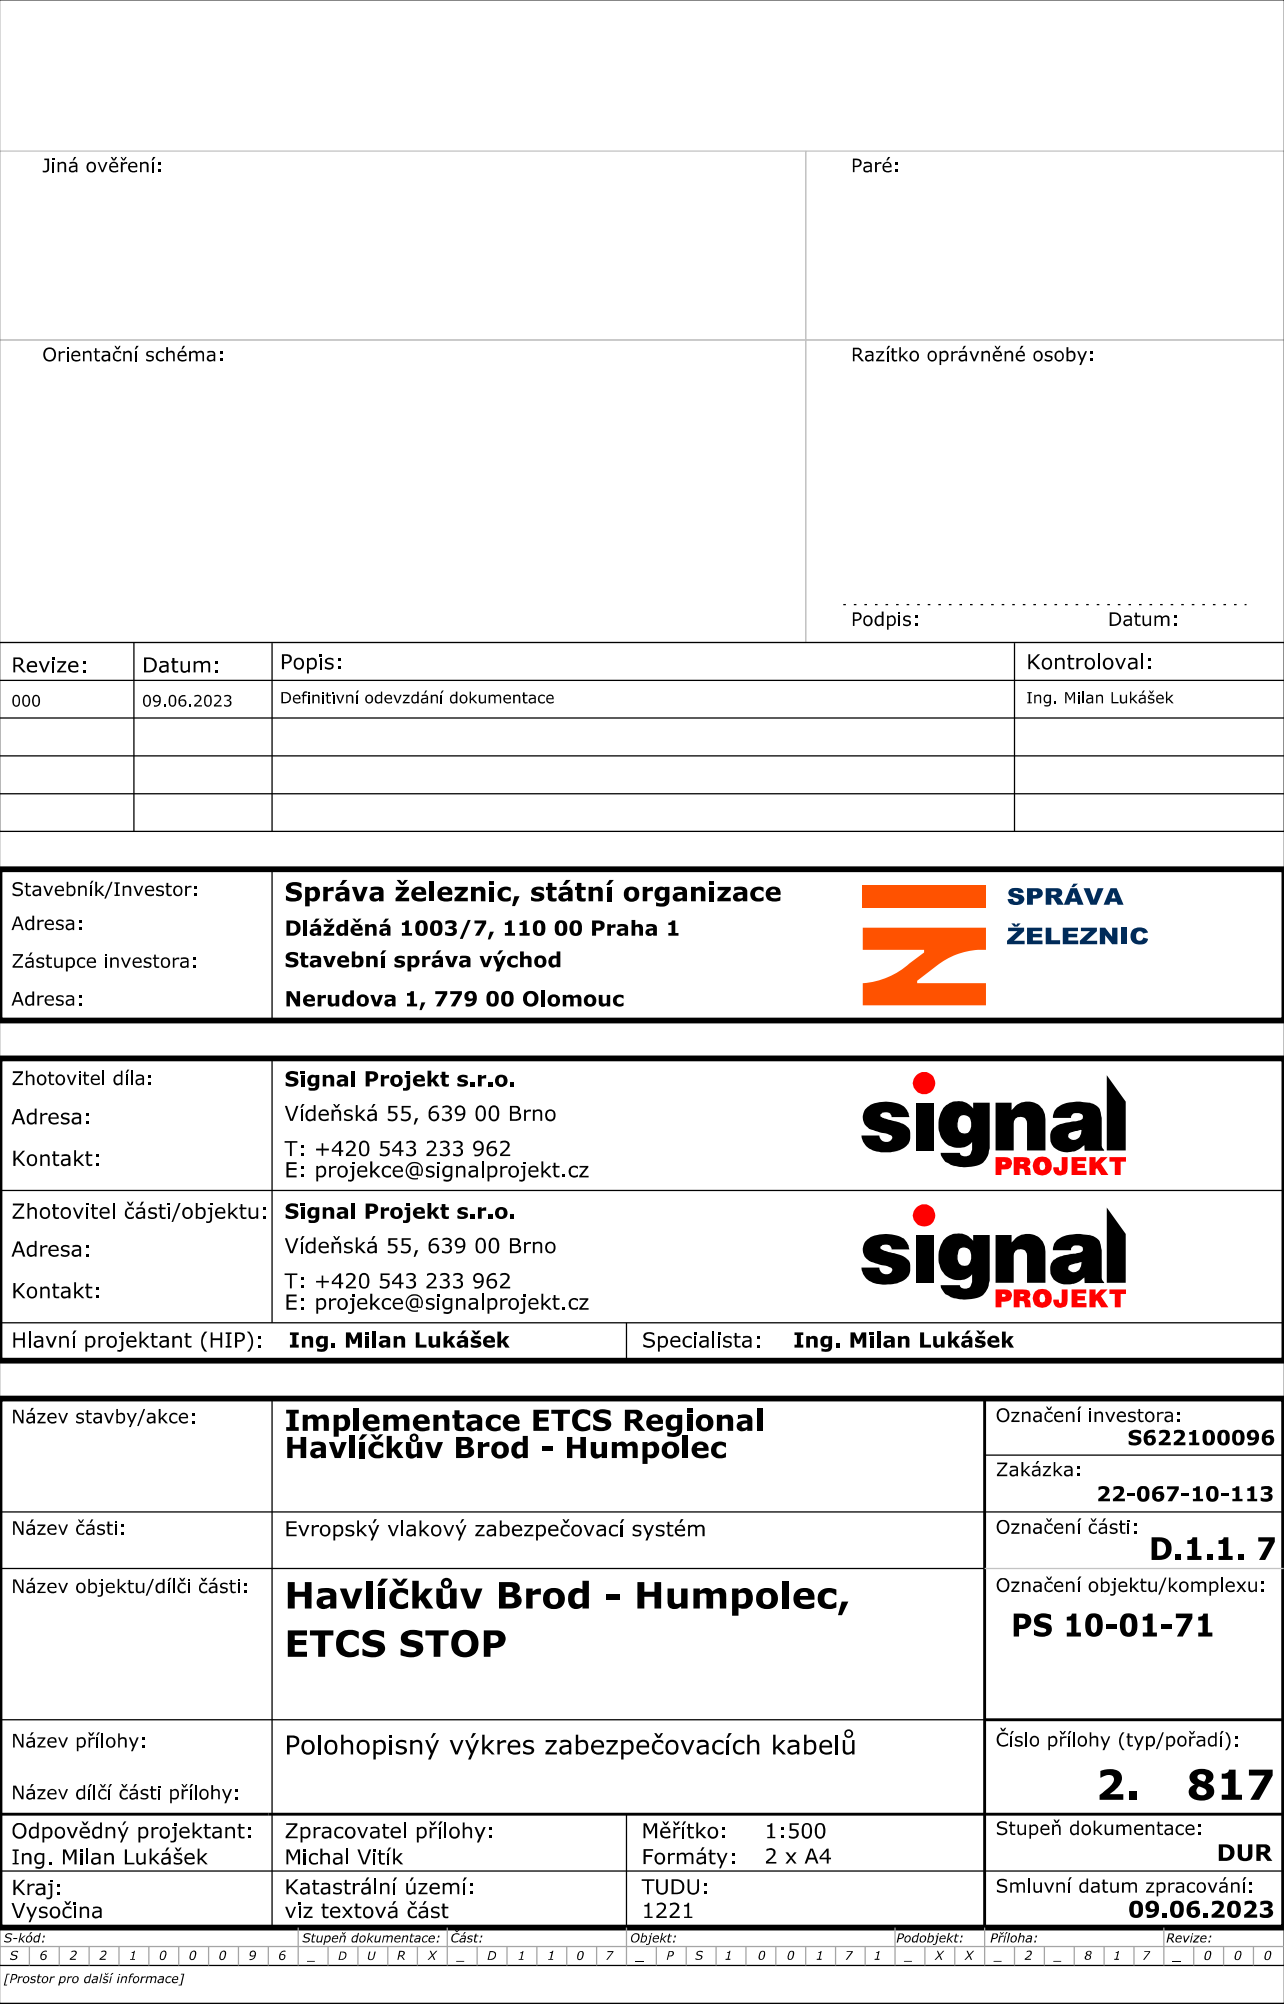 Jiná ověření:
Paré:
Orientační schéma:
Razítko oprávněné osoby:
Podpis:
Datum:
Revize:
Datum:
Popis:
Kontroloval:
000
09.06.2023
Definitivní odevzdání dokumentace
Ing. Milan Lukášek
Stavebník/Investor:
Správa železnic, státní organizace
Adresa:
Dlážděná 1003/7, 110 00 Praha 1
Zástupce investora:
Stavební správa východ
Adresa:
Nerudova 1, 779 00 Olomouc
SPRÁVA
ŽELEZNIC
Zhotovitel díla:
Signal Projekt s.r.o.
Adresa:
Vídeňská 55, 639 00 Brno
Kontakt:
T: +420 543 233 962
E: projekce@signalprojekt.cz
signal
PROJEKT
Zhotovitel části/objektu:
Signal Projekt s.r.o.
Adresa:
Vídeňská 55, 639 00 Brno
Kontakt:
T: +420 543 233 962
E: projekce@signalprojekt.cz
signal
PROJEKT
Hlavní projektant (HIP):
Ing. Milan Lukášek
Specialista:
Ing. Milan Lukášek
Název stavby/akce:
Implementace ETCS Regional
Havlíčkův Brod - Humpolec
Označení investora:
S622100096
Zakázka:
22-067-10-113
Název části:
Evropský vlakový zabezpečovací systém
Označení části:
D.1.1. 7
Název objektu/dílči části:
Havlíčkův Brod - Humpolec,
ETCS STOP
Označení objektu/komplexu:
PS 10-01-71
Název přílohy:
Polohopisný výkres zabezpečovacích kabelů
Název dílčí části přílohy:
Číslo přílohy (typ/pořadí):
2. 817
Odpovědný projektant:
Ing. Milan Lukášek
Zpracovatel přílohy:
Michal Vitík
Měřítko: 1:500
Formáty: 2 x A4
Stupeň dokumentace:
DUR
Kraj:
Vysočina
Katastrální území:
viz textová část
TUDU:
1221
Smluvní datum zpracování:
09.06.2023
S-kód: Stupeň dokumentace: Část: Objekt: Podobjekt: Příloha: Revize:
S 6 2 2 1 0 0 0 9 6 _ D U R X _ D 1 1 0 7 _ P S 1 0 0 1 7 1 _ X X _ 2 _ 8 1 7 _ 0 0 0
[Prostor pro další informace]